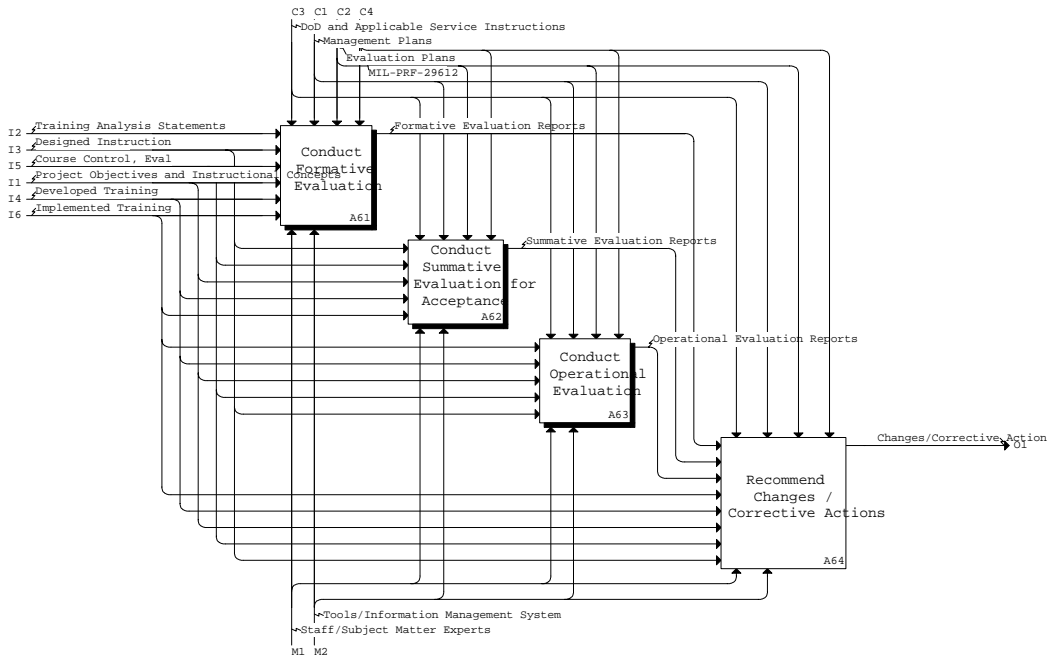 C3 C1 C2 C4
DoD and Applicable Service Instructions
Management Plans
Evaluation Plans
MIL-PRF-29612
I2 Training Analysis Statements
I3 Designed Instruction
I5 Course Control, Eval
I1 Project Objectives and Instructional Concepts
I4 Developed Training
I6 Implemented Training
Conduct
Formative
Evaluation
A61
Formative Evaluation Reports
Conduct
Summative
Evaluation for
Acceptance
A62
Summative Evaluation Reports
Conduct
Operational
Evaluation
A63
Operational Evaluation Reports
Recommend
Changes /
Corrective Actions
A64
Changes/Corrective Action
O1
Tools/Information Management System
Staff/Subject Matter Experts
M1 M2